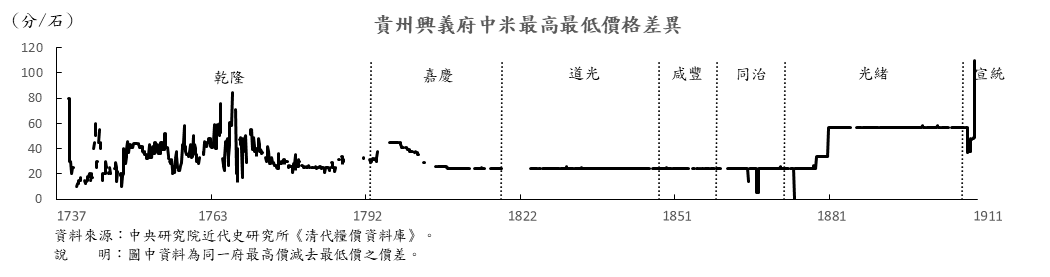 (分/石)
貴州興義府中米最高最低價格差異
120
100
80
60
40
20
0
乾隆
嘉慶
道光
咸豐
同治
光緒
宣統
1737 1763 1792 1822 1851 1881 1911
資料來源：中央研究院近代史研究所《清代糧價資料庫》。
說　　明：圖中資料為同一府最高價減去最低價之價差。